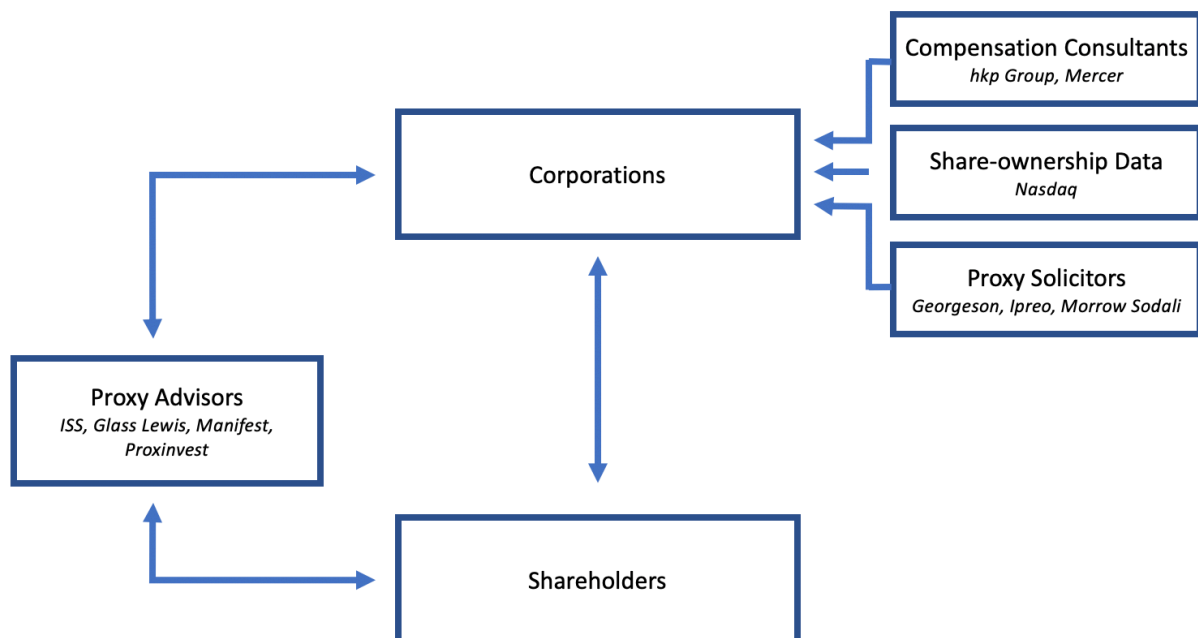 Compensation Consultants
hkp Group, Mercer
Corporations
Share-ownership Data
Nasdaq
Proxy Solicitors
Georgeson, Ipreo, Morrow Sodali
Proxy Advisors
ISS, Glass Lewis, Manifest,
Proxinvest
Shareholders